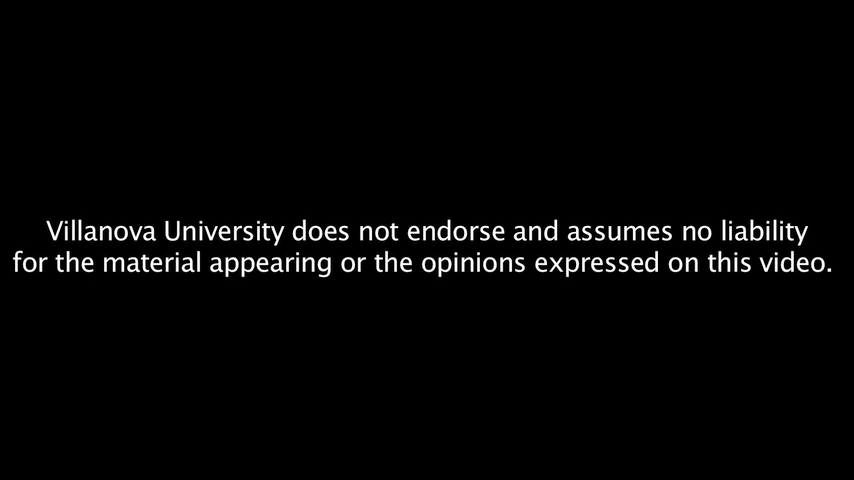 Villanova University does not endorse and assumes no liability
for the material appearing or the opinions expressed on this video.